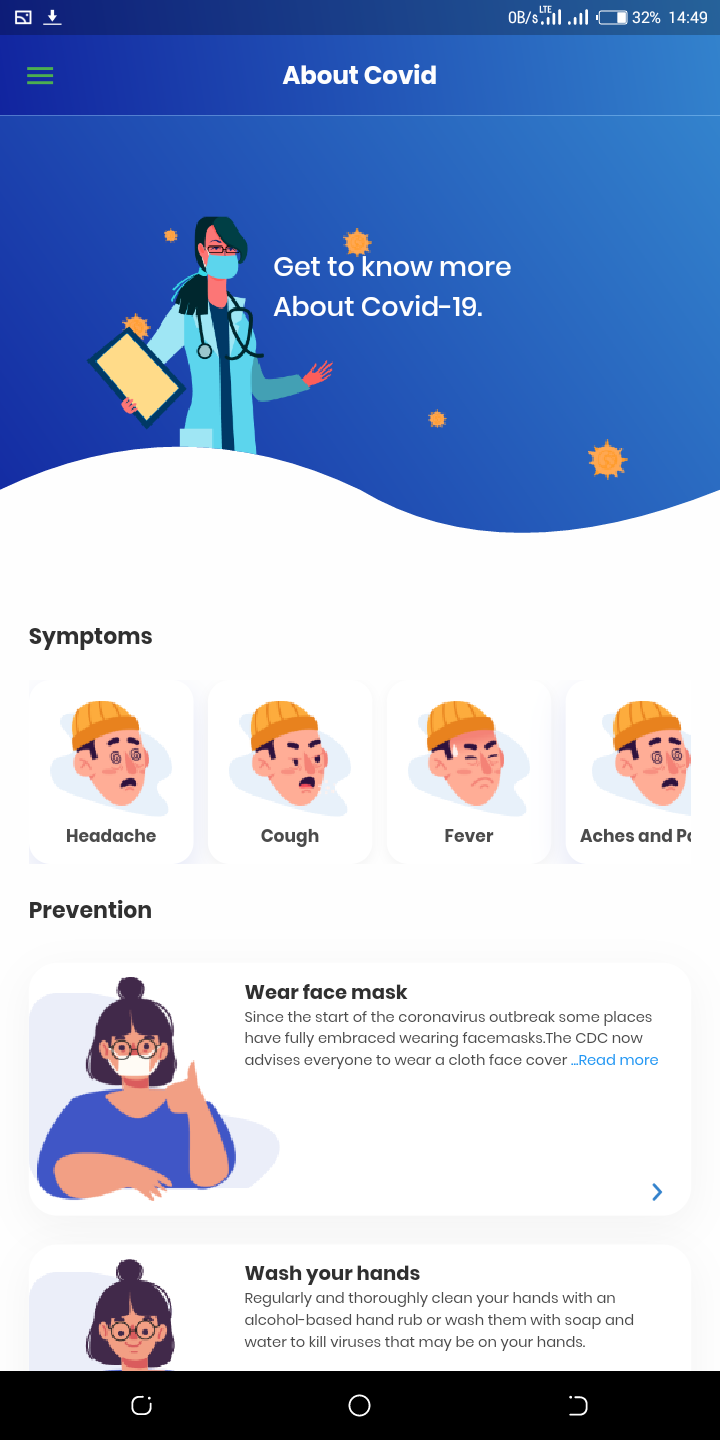 0B/s LTE 32% 14:49
About Covid
Get to know more
About Covid-19.
Symptoms
Headache
Cough
Fever
Aches and
Prevention
Wear face mask
Since the start of the coronavirus outbreak some places
have fully embraced wearing facemasks.The CDC now
advises everyone to wear a cloth face cover ...Read more
Wash your hands
Regularly and thoroughly clean your hands with an
alcohol-based hand rub or wash them with soap and
water to kill viruses that may be on your hands.